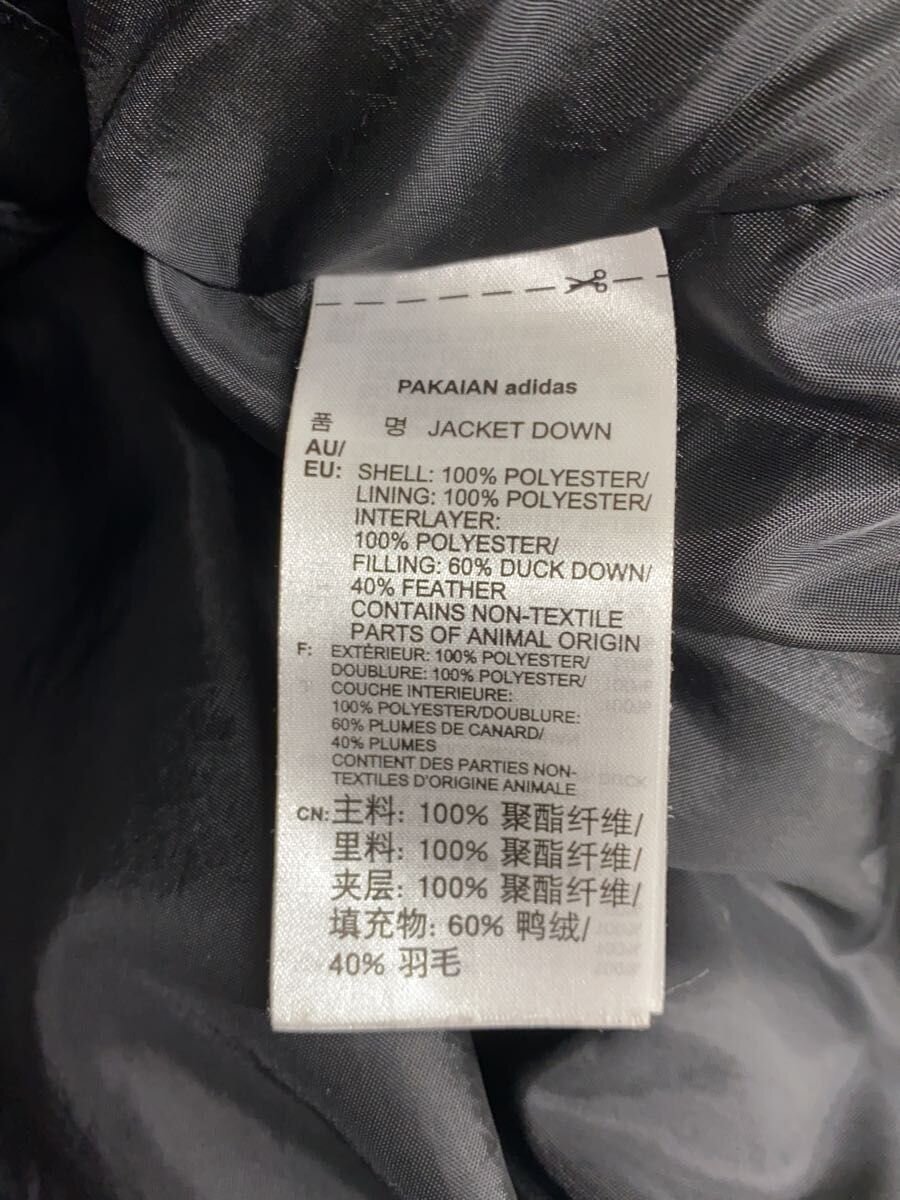 PAKAIAN adidas
품 명 JACKET DOWN
AU/
EU: SHELL: 100% POLYESTER/
LINING: 100% POLYESTER/
INTERLAYER:
100% POLYESTER/
FILLING: 60% DUCK DOWN/
40% FEATHER
CONTAINS NON-TEXTILE
PARTS OF ANIMAL ORIGIN
F: EXTÉRIEUR: 100% POLYESTER/
DOUBLURE: 100% POLYESTER/
COUCHE INTERIEURE:
100% POLYESTER/DOUBLURE:
60% PLUMES DE CANARD/
40% PLUMES
CONTIENT DES PARTIES NON-
TEXTILES D'ORIGINE ANIMALE
CN: 主料: 100% 聚酯纤维/
里料: 100% 聚酯纤维/
夹层: 100% 聚酯纤维/
填充物: 60% 鸭绒/
40% 羽毛